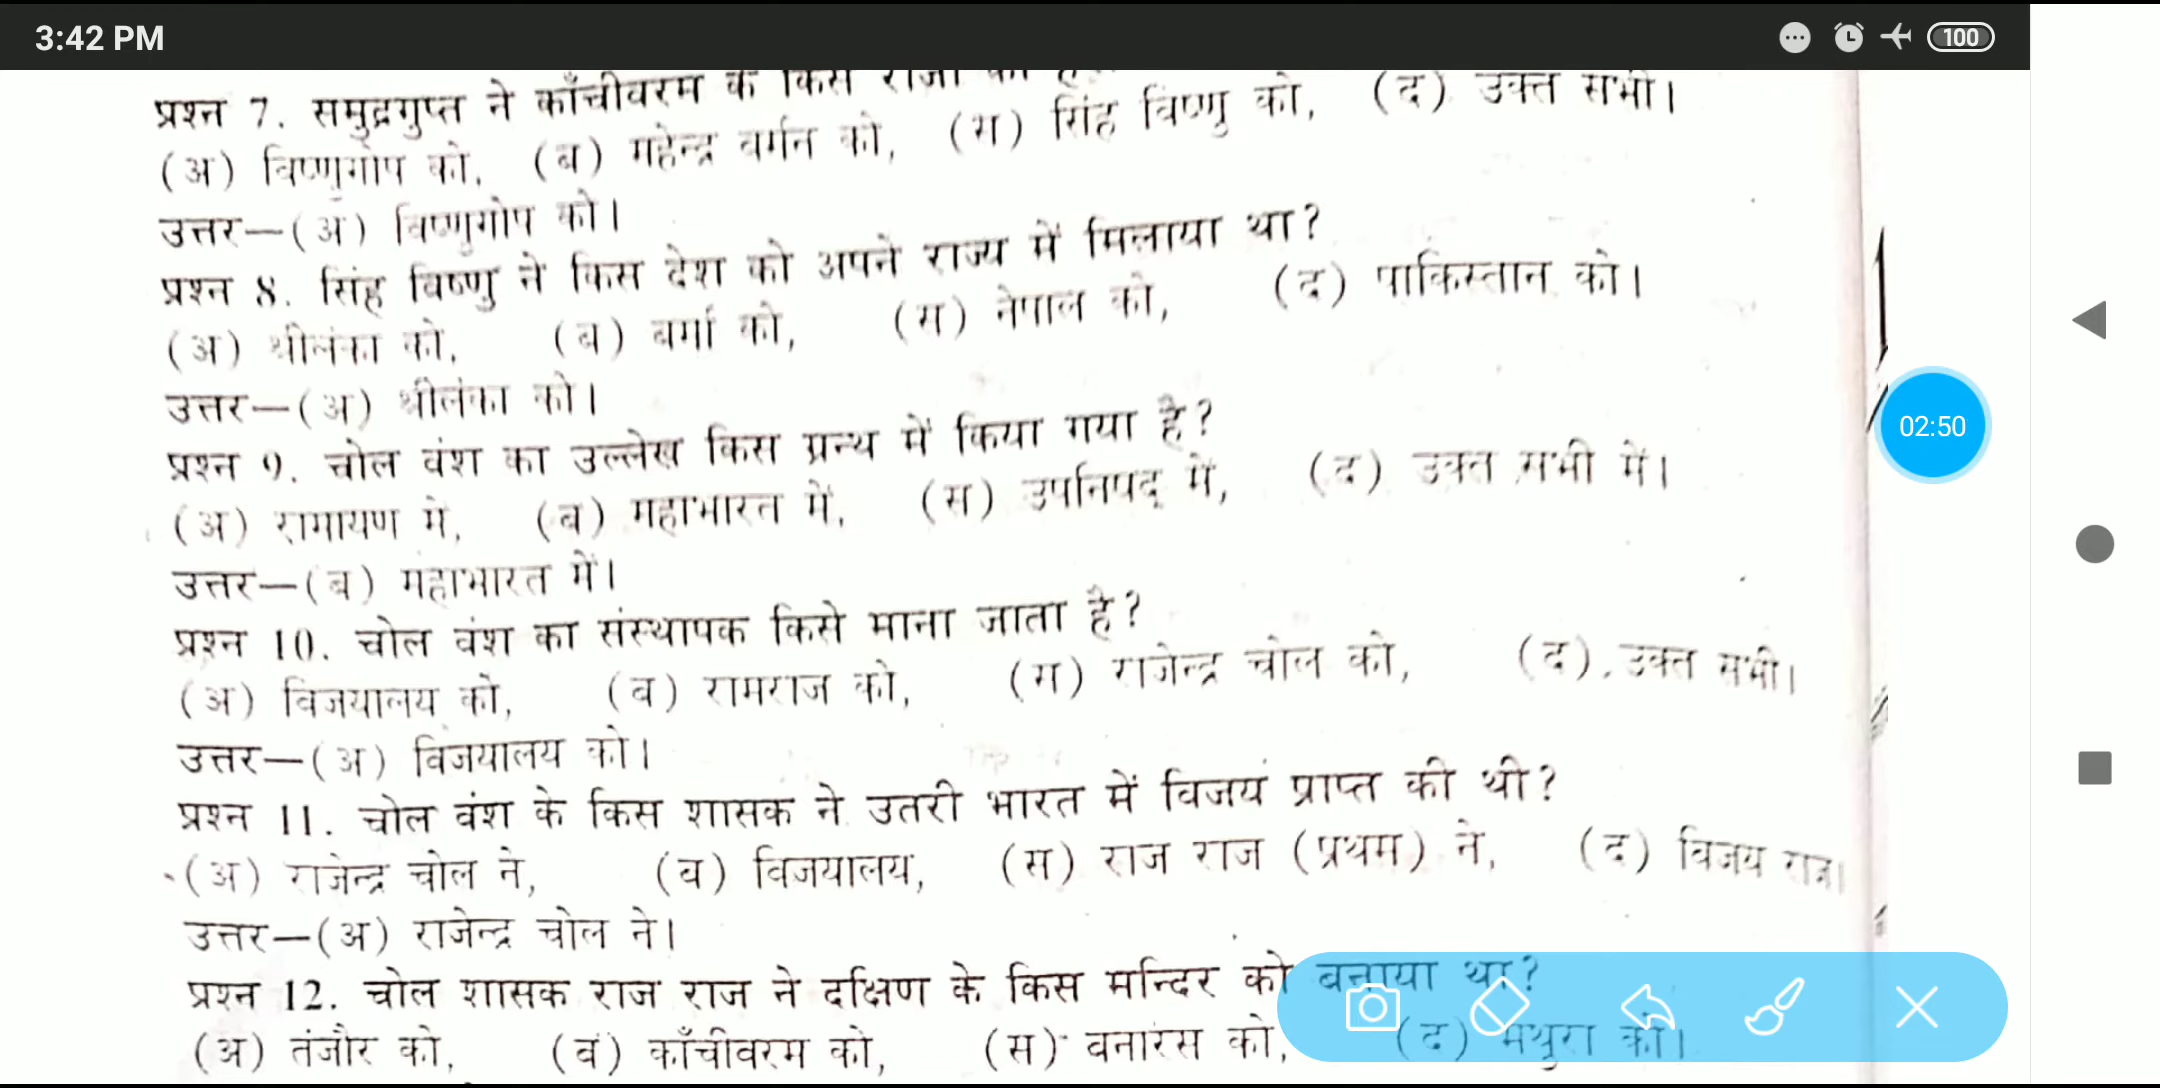 3:42 PM
100
प्रश्न 7. समुद्रगुप्त ने काँचीवरम के किस राजा को
(अ) विष्णुगोप को, (ब) महेन्द्र वर्मन को, (स) सिंह विष्णु को, (द) उक्त सभी।
उत्तर—(अ) विष्णुगोप को।
प्रश्न 8. सिंह विष्णु ने किस देश को अपने राज्य में मिलाया था?
(अ) श्रीलंका को, (ब) बर्मा को, (स) नेपाल को, (द) पाकिस्तान को।
उत्तर—(अ) श्रीलंका को।
प्रश्न 9. चोल वंश का उल्लेख किस ग्रन्थ में किया गया है?
(अ) रामायण में, (ब) महाभारत में, (स) उपनिषद् में, (द) उक्त सभी में।
02:50
उत्तर—(ब) महाभारत में।
प्रश्न 10. चोल वंश का संस्थापक किसे माना जाता है?
(अ) विजयालय को, (ब) रामराज को, (स) राजेन्द्र चोल को, (द) उक्त सभी।
उत्तर—(अ) विजयालय को।
प्रश्न 11. चोल वंश के किस शासक ने उतरी भारत में विजय प्राप्त की थी?
(अ) राजेन्द्र चोल ने, (व) विजयालय, (स) राज राज (प्रथम) ने, (द) विजय राज।
उत्तर—(अ) राजेन्द्र चोल ने।
प्रश्न 12. चोल शासक राज राज ने दक्षिण के किस मन्दिर को बनाया था?
(अ) तंजौर को, (ब) काँचीवरम को, (स) बनारस को, (द) मथुरा को।